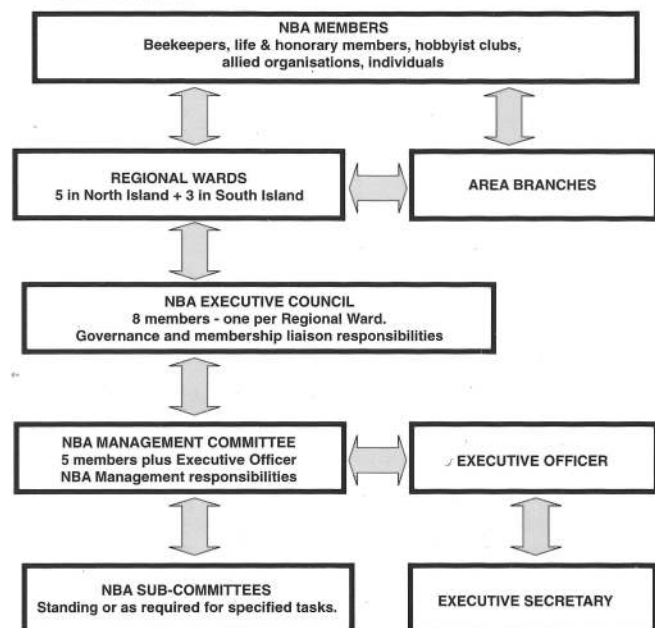 NBA MEMBERS
Beekeepers, life & honorary members, hobbyist clubs,
allied organisations, individuals
REGIONAL WARDS
5 in North Island + 3 in South Island
AREA BRANCHES
NBA EXECUTIVE COUNCIL
8 members - one per Regional Ward.
Governance and membership liaison responsibilities
NBA MANAGEMENT COMMITTEE
5 members plus Executive Officer
NBA Management responsibilities
EXECUTIVE OFFICER
NBA SUB-COMMITTEES
Standing or as required for specified tasks.
EXECUTIVE SECRETARY